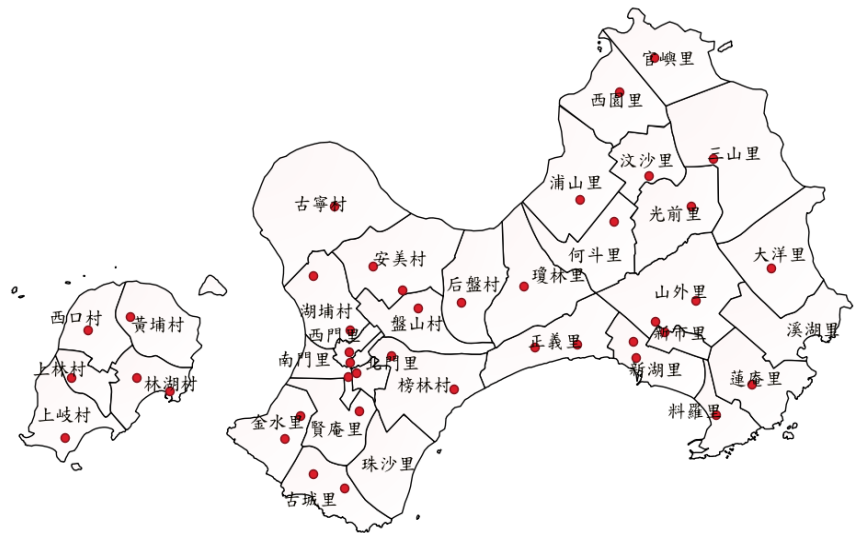 官嶼里
西園里
汶沙里
三山里
浦山里
古寧村
光前里
何斗里
安美村
大洋里
后盤村
瓊林里
山外里
湖埔村
西口村
黃埔村
盤山村
溪湖里
西門里
新市里
正義里
南門里
北門里
上林村
新湖里
蓮庵里
林湖村
榜林村
上岐村
料羅里
金水里
賢庵里
珠沙里
古城里